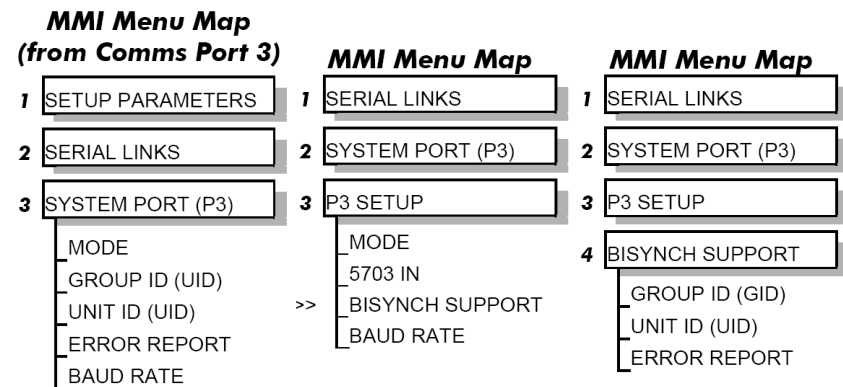 MMI Menu Map
(from Comms Port 3)
1 SETUP PARAMETERS
2 SERIAL LINKS
3 SYSTEM PORT (P3)
MODE
GROUP ID (UID)
UNIT ID (UID)
ERROR REPORT
BAUD RATE
MMI Menu Map
1 SERIAL LINKS
2 SYSTEM PORT (P3)
3 P3 SETUP
MODE
5703 IN
>> BISYNCH SUPPORT
BAUD RATE
MMI Menu Map
1 SERIAL LINKS
2 SYSTEM PORT (P3)
3 P3 SETUP
4 BISYNCH SUPPORT
GROUP ID (GID)
UNIT ID (UID)
ERROR REPORT